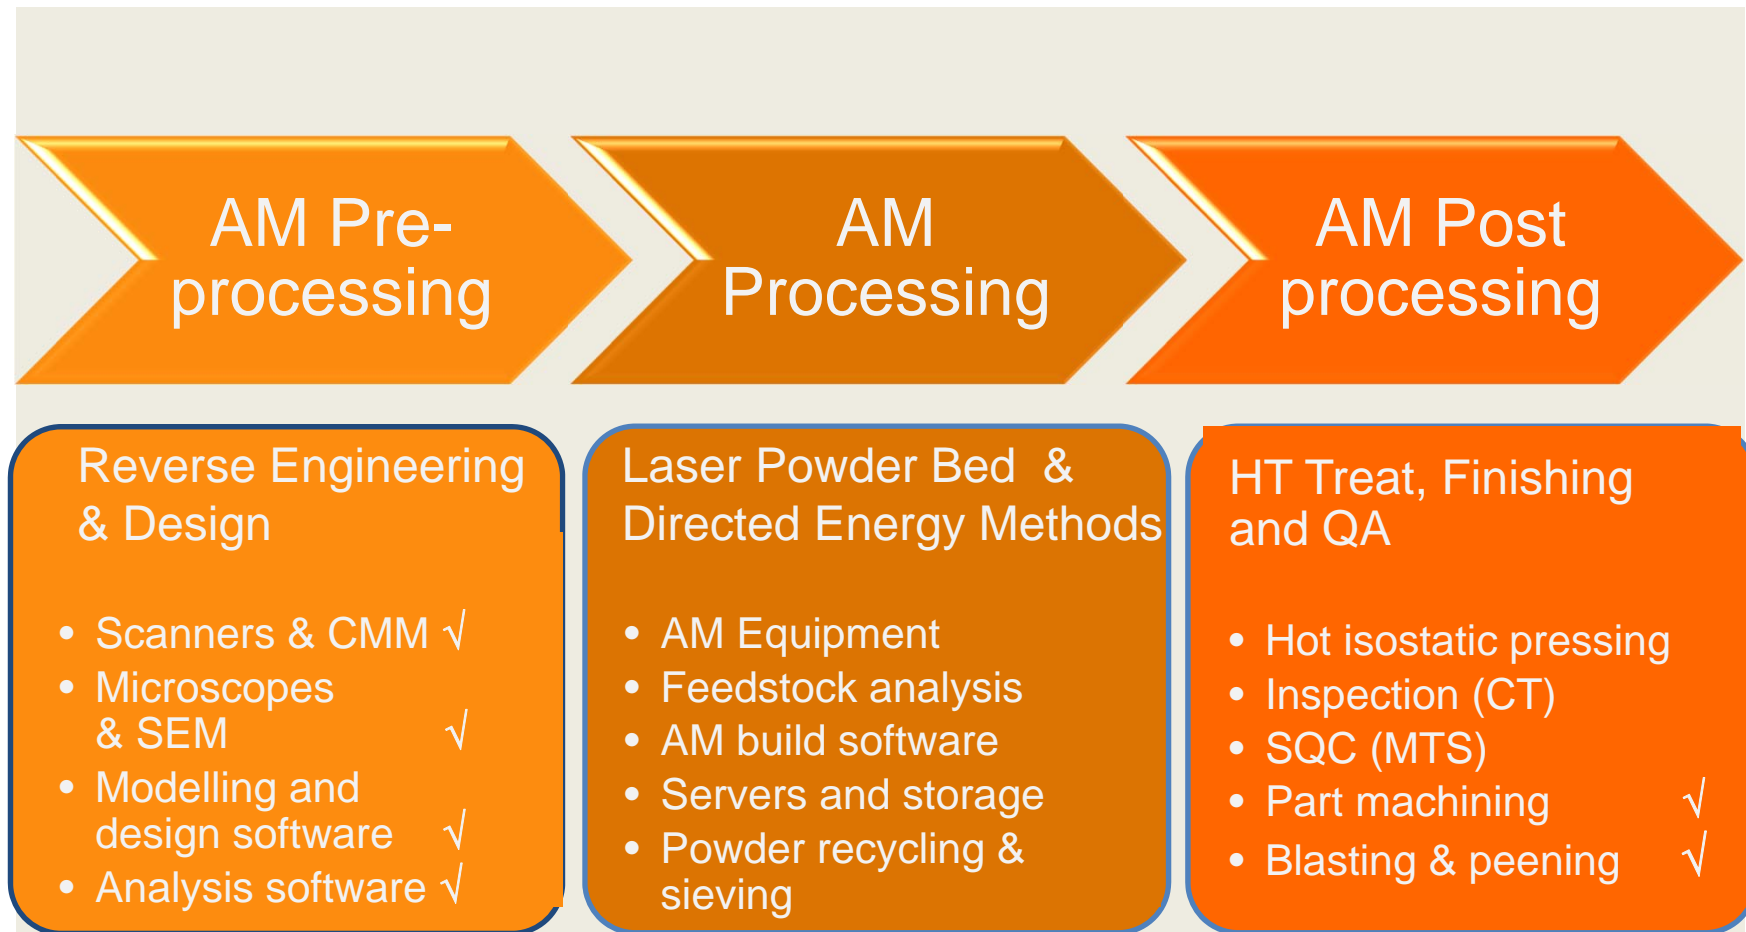 AM Pre-
processing
AM
Processing
AM Post
processing
Reverse Engineering
& Design
• Scanners & CMM √
• Microscopes
& SEM √
• Modelling and
design software √
• Analysis software √
Laser Powder Bed &
Directed Energy Methods
• AM Equipment
• Feedstock analysis
• AM build software
• Servers and storage
• Powder recycling &
sieving
HT Treat, Finishing
and QA
• Hot isostatic pressing
• Inspection (CT)
• SQC (MTS)
• Part machining √
• Blasting & peening √